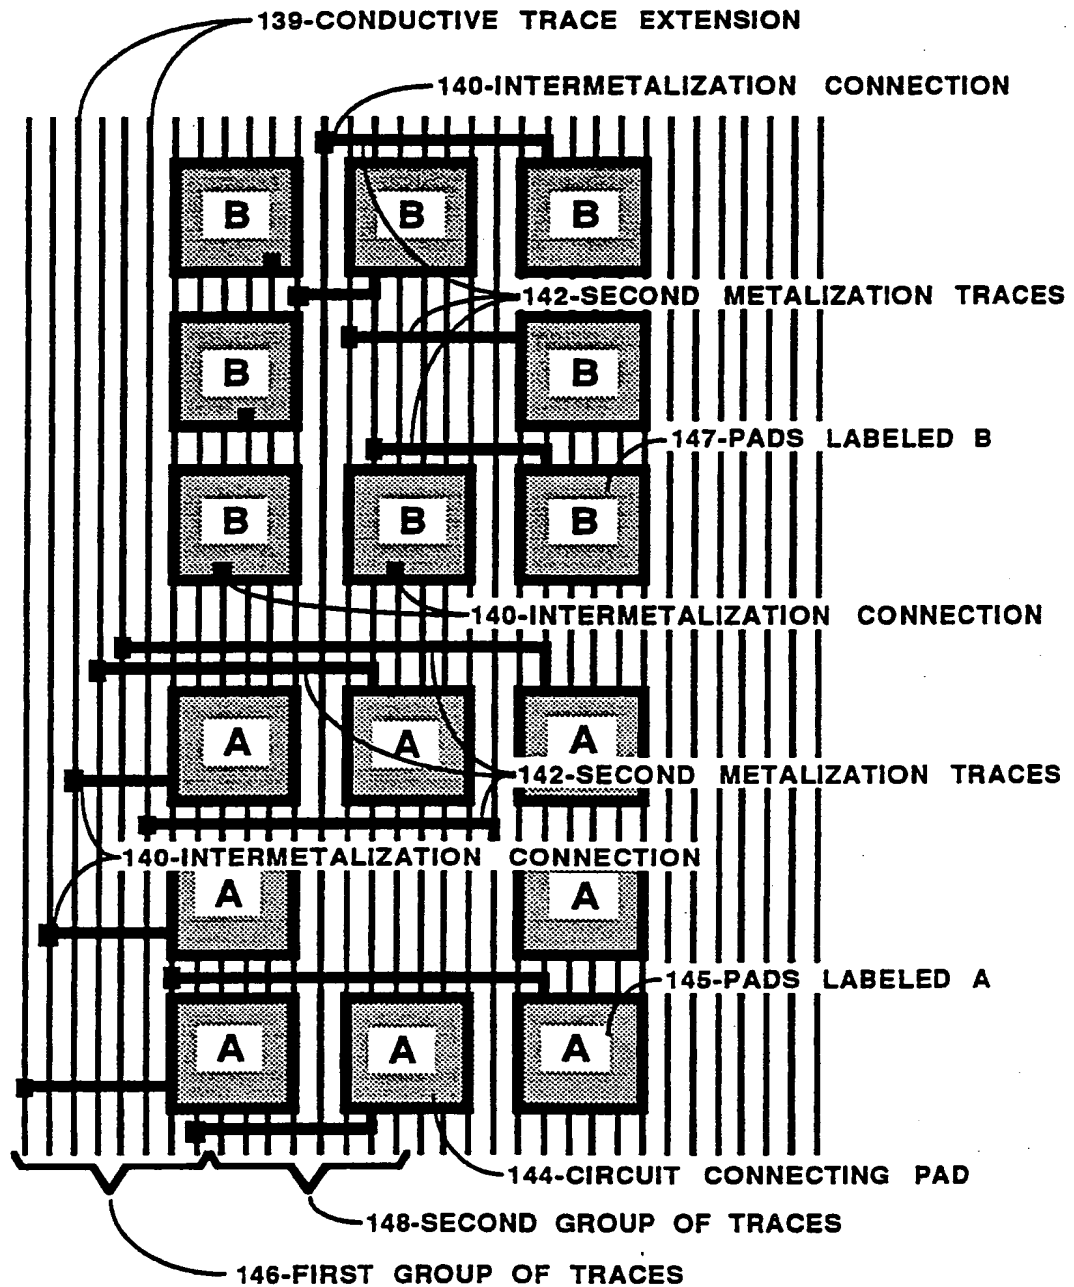 139-CONDUCTIVE TRACE EXTENSION
140-INTERMETALIZATION CONNECTION
B B B
142-SECOND METALIZATION TRACES
B B
147-PADS LABELED B
B B B
140-INTERMETALIZATION CONNECTION
A A A
142-SECOND METALIZATION TRACES
140-INTERMETALIZATION CONNECTION
A A
145-PADS LABELED A
A A A
144-CIRCUIT CONNECTING PAD
148-SECOND GROUP OF TRACES
146-FIRST GROUP OF TRACES